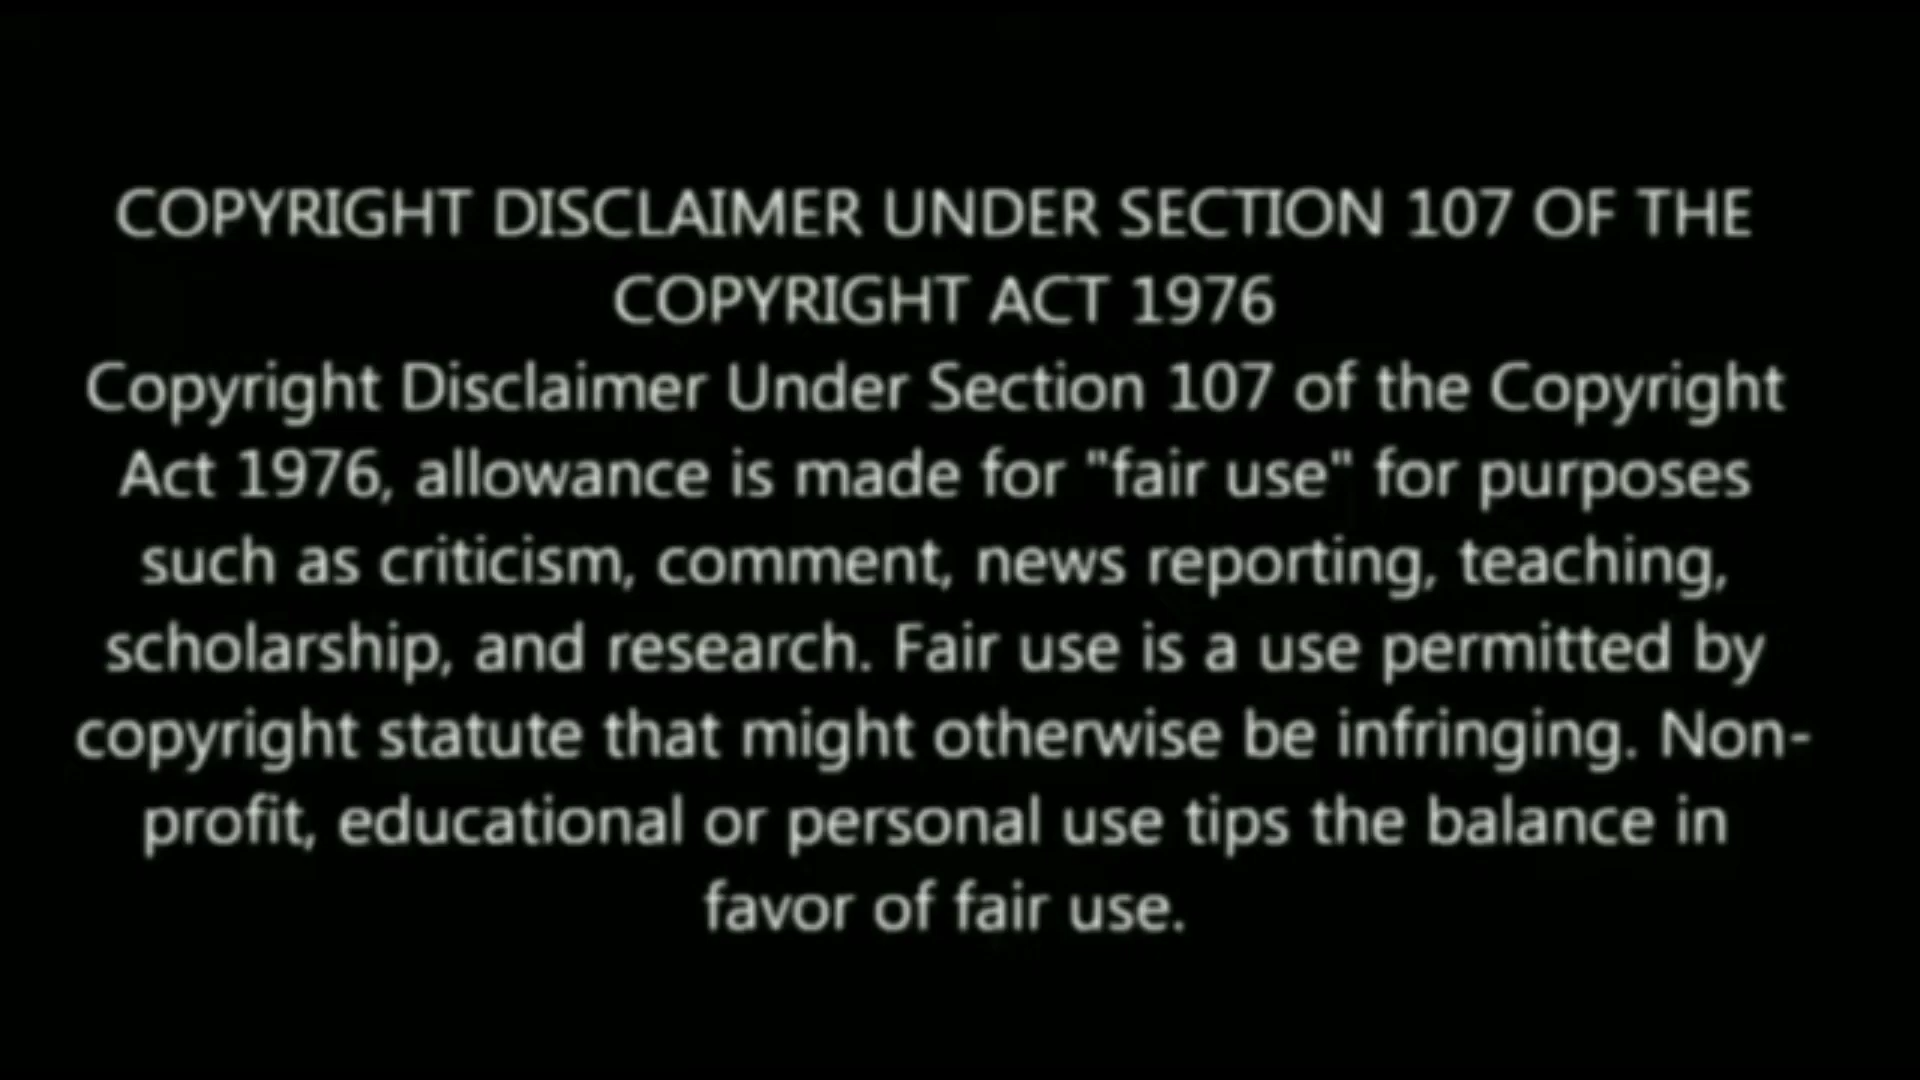 COPYRIGHT DISCLAIMER UNDER SECTION 107 OF THE
COPYRIGHT ACT 1976
Copyright Disclaimer Under Section 107 of the Copyright
Act 1976, allowance is made for "fair use" for purposes
such as criticism, comment, news reporting, teaching,
scholarship, and research. Fair use is a use permitted by
copyright statute that might otherwise be infringing. Non-
profit, educational or personal use tips the balance in
favor of fair use.